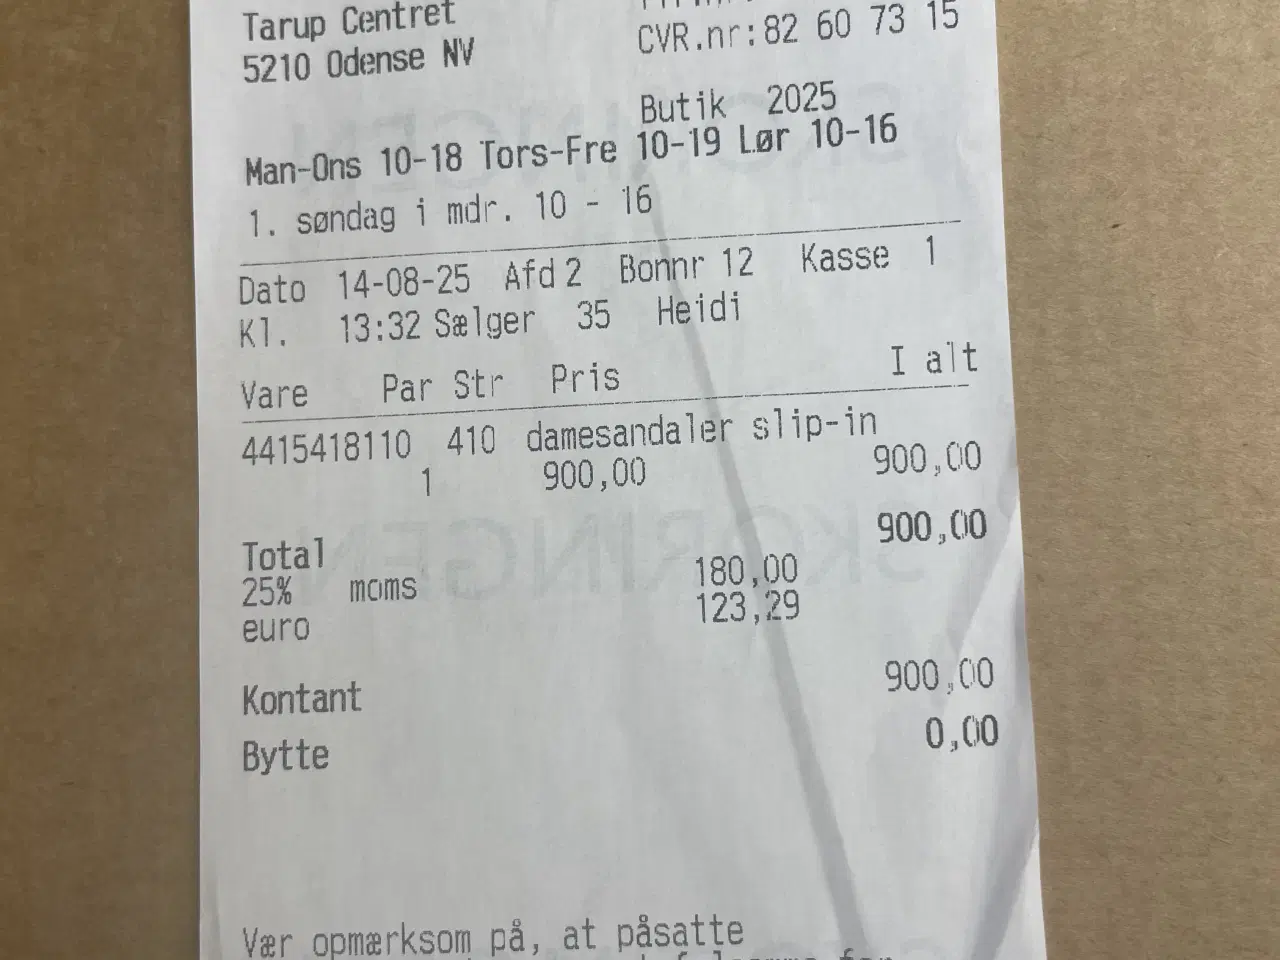 Tarup Centret
5210 Odense NV
CVR.nr:82 60 73 15
Butik 2025
Man-Ons 10-18 Tors-Fre 10-19 Lør 10-16
1. søndag i mdr. 10 - 16
Dato 14-08-25 Afd 2 Bonnr 12 Kasse 1
Kl. 13:32 Sælger 35 Heidi
Vare Par Str Pris I alt
4415418110 410 damesandaler slip-in
1 900,00 900,00
Total 900,00
25% moms 180,00
euro 123,29
Kontant 900,00
Bytte 0,00
Vær opmærksom på, at påsatte
SKORINGEN
SKORINGEN